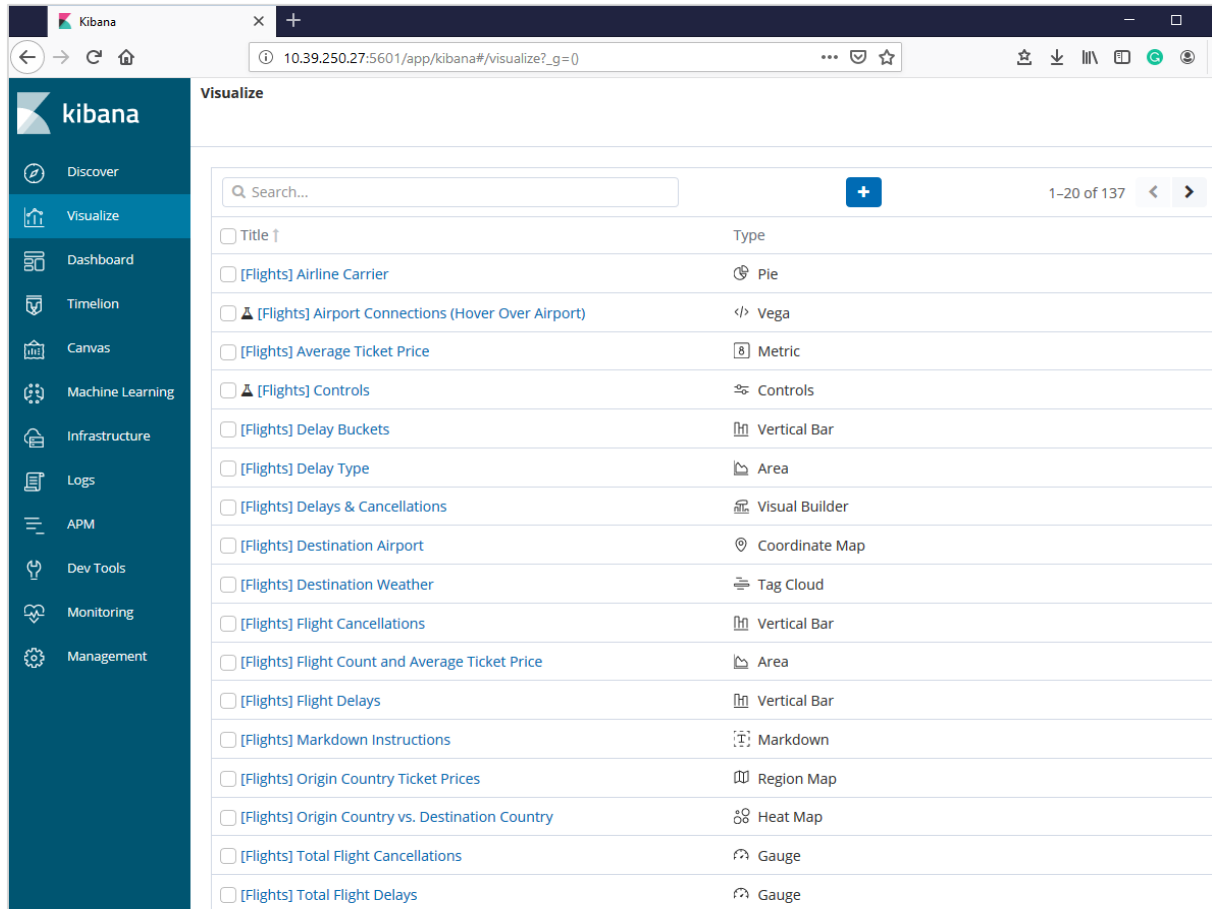 Kibana
10.39.250.27:5601/app/kibana#/visualize?_g=()
kibana
Discover
Visualize
Dashboard
Timelion
Canvas
Machine Learning
Infrastructure
Logs
APM
Dev Tools
Monitoring
Management
Visualize
Search...
1–20 of 137
Title Type
[Flights] Airline Carrier Pie
[Flights] Airport Connections (Hover Over Airport) Vega
[Flights] Average Ticket Price 8 Metric
[Flights] Controls Controls
[Flights] Delay Buckets Vertical Bar
[Flights] Delay Type Area
[Flights] Delays & Cancellations Visual Builder
[Flights] Destination Airport Coordinate Map
[Flights] Destination Weather Tag Cloud
[Flights] Flight Cancellations Vertical Bar
[Flights] Flight Count and Average Ticket Price Area
[Flights] Flight Delays Vertical Bar
[Flights] Markdown Instructions T Markdown
[Flights] Origin Country Ticket Prices Region Map
[Flights] Origin Country vs. Destination Country Heat Map
[Flights] Total Flight Cancellations Gauge
[Flights] Total Flight Delays Gauge